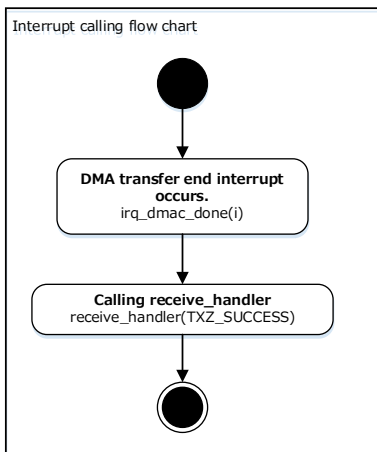 Interrupt calling flow chart
DMA transfer end interrupt
occurs.
irq_dmac_done(i)
Calling receive_handler
receive_handler(TXZ_SUCCESS)